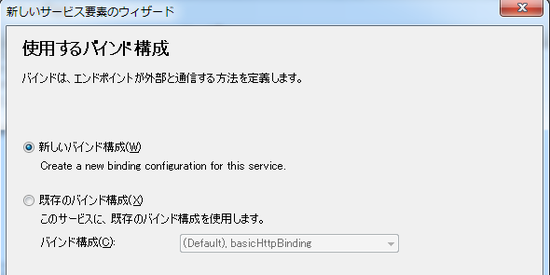 新しいサービス要素のウィザード
使用するバインド構成
バインドは、エンドポイントが外部と通信する方法を定義します。
新しいバインド構成(W)
Create a new binding configuration for this service.
既存のバインド構成(X)
このサービスに、既存のバインド構成を使用します。
バインド構成(C):
(Default), basicHttpBinding